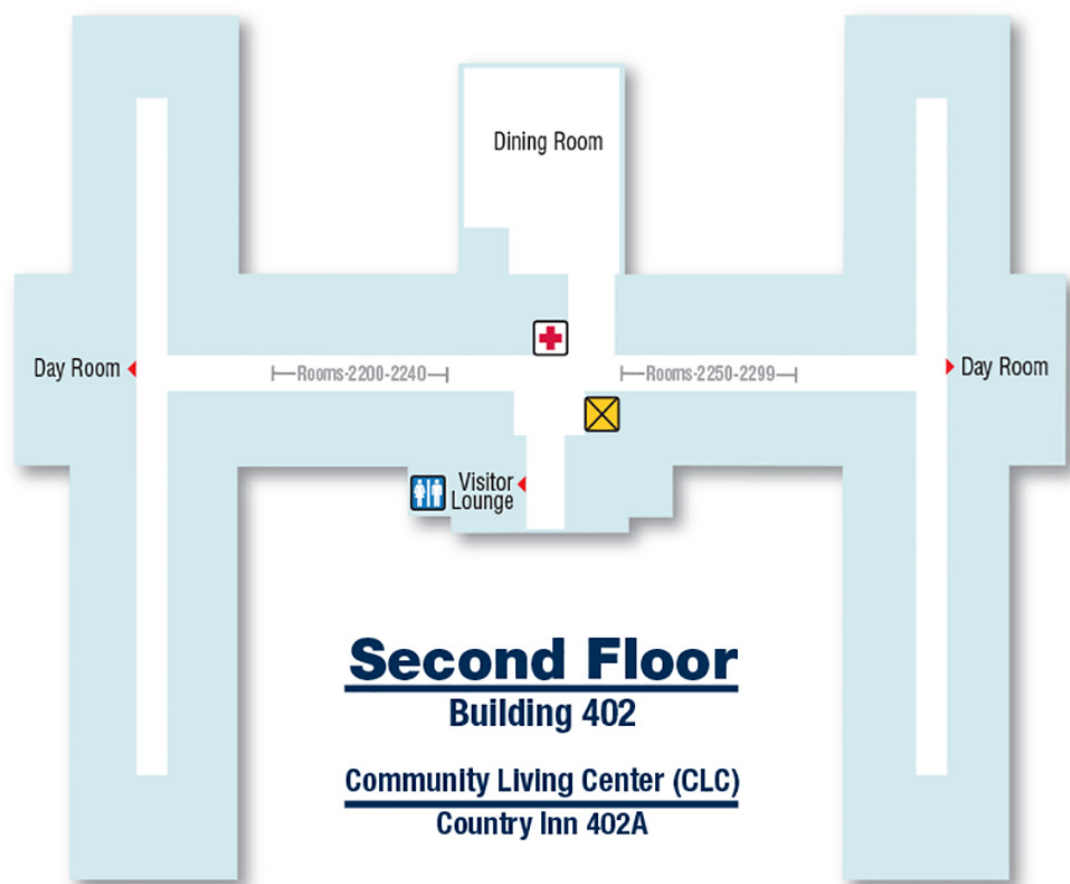 Dining Room
Day Room
Rooms-2200-2240
Rooms-2250-2299
Day Room
Visitor
Lounge
Second Floor
Building 402
Community Living Center (CLC)
Country Inn 402A